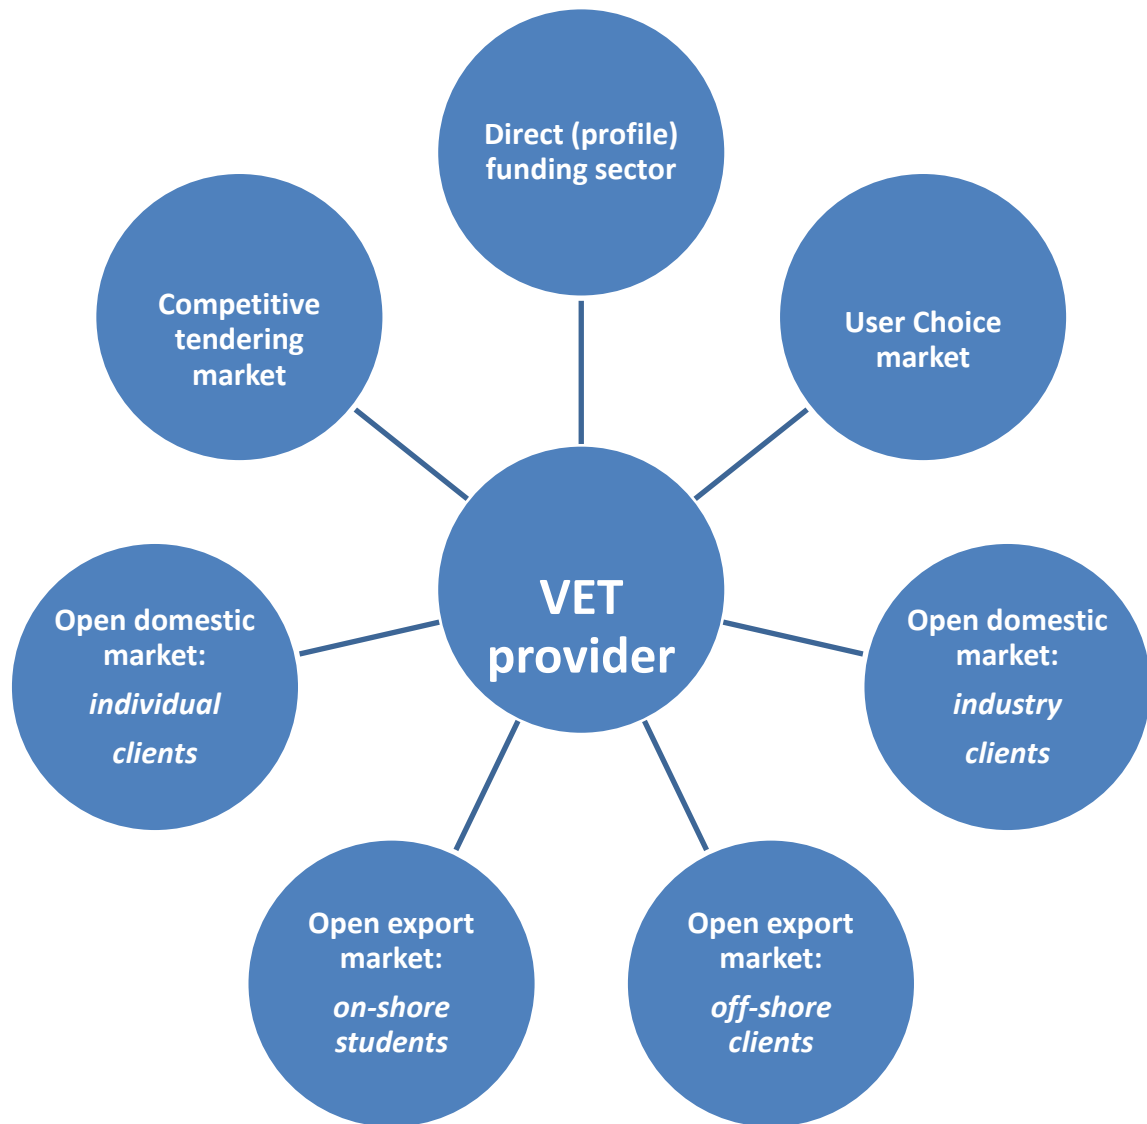 Direct (profile)
funding sector
Competitive
tendering
market
User Choice
market
VET
provider
Open domestic
market:
individual
clients
Open domestic
market:
industry
clients
Open export
market:
on-shore
students
Open export
market:
off-shore
clients